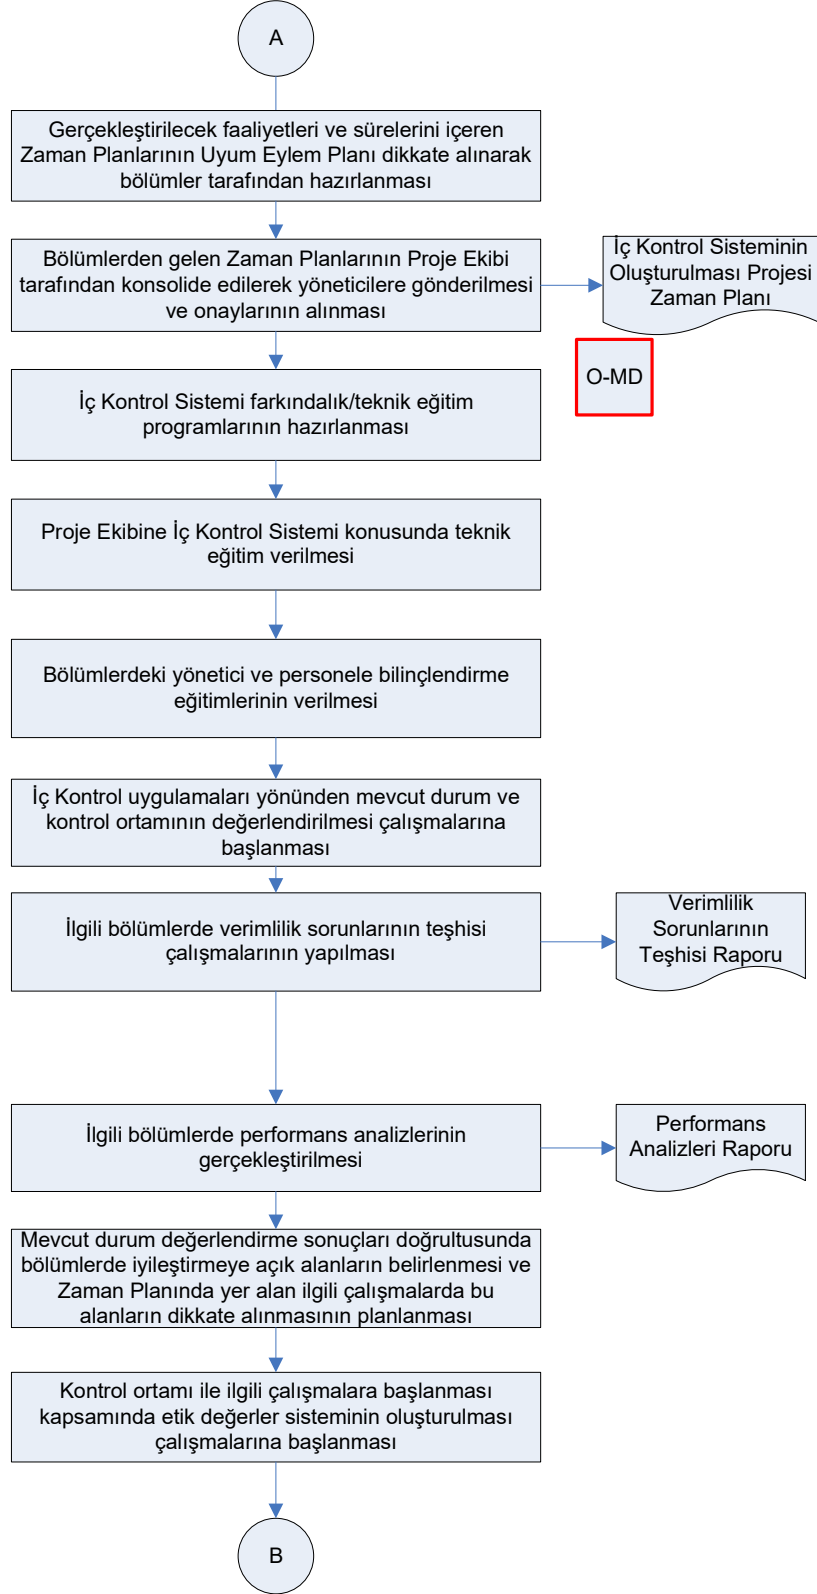 A
Gerçekleştirilecek faaliyetleri ve sürelerini içeren
Zaman Planlarının Uyum Eylem Planı dikkate alınarak
bölümler tarafından hazırlanması
Bölümlerden gelen Zaman Planlarının Proje Ekibi
tarafından konsolide edilerek yöneticilere gönderilmesi
ve onaylarının alınması
İç Kontrol Sisteminin
Oluşturulması Projesi
Zaman Planı
O-MD
İç Kontrol Sistemi farkındalık/teknik eğitim
programlarının hazırlanması
Proje Ekibine İç Kontrol Sistemi konusunda teknik
eğitim verilmesi
Bölümlerdeki yönetici ve personele bilinçlendirme
eğitimlerinin verilmesi
İç Kontrol uygulamaları yönünden mevcut durum ve
kontrol ortamının değerlendirilmesi çalışmalarına
başlanması
İlgili bölümlerde verimlilik sorunlarının teşhisi
çalışmalarının yapılması
Verimlilik
Sorunlarının
Teşhisi Raporu
İlgili bölümlerde performans analizlerinin
gerçekleştirilmesi
Performans
Analizleri Raporu
Mevcut durum değerlendirme sonuçları doğrultusunda
bölümlerde iyileştirmeye açık alanların belirlenmesi ve
Zaman Planında yer alan ilgili çalışmalarda bu
alanların dikkate alınmasının planlanması
Kontrol ortamı ile ilgili çalışmalara başlanması
kapsamında etik değerler sisteminin oluşturulması
çalışmalarına başlanması
B